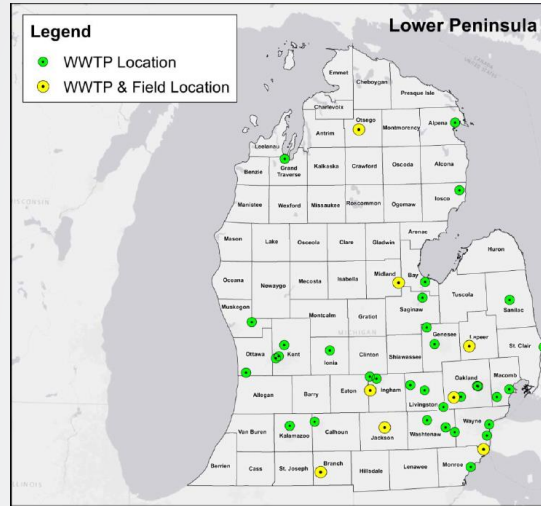 Lower Peninsula
Legend
WWTP Location
WWTP & Field Location
Emmet
Cheboygan
Presque Isle
Charlevoix
Leelanau
Antrim
Otsego
Montmorency
Alpena
Benzie
Grand
Traverse
Kalkaska
Crawford
Oscoda
Alcona
Manistee
Wexford
Missaukee
Roscommon
Ogemaw
Iosco
Arenac
Mason
Lake
Osceola
Clare
Gladwin
Huron
Oceana
Newaygo
Mecosta
Isabella
Midland
Bay
Tuscola
Sanilac
Muskegon
Montcalm
Gratiot
Saginaw
MICHIGAN
Ottawa
Kent
Ionia
Clinton
Shiawassee
Genesee
Lapeer
St. Clair
Allegan
Barry
Eaton
Ingham
Livingston
Oakland
Macomb
Van Buren
Kalamazoo
Calhoun
Jackson
Washtenaw
Wayne
Berrien
Cass
St. Joseph
Branch
Hillsdale
Lenawee
Monroe
ILLINOIS